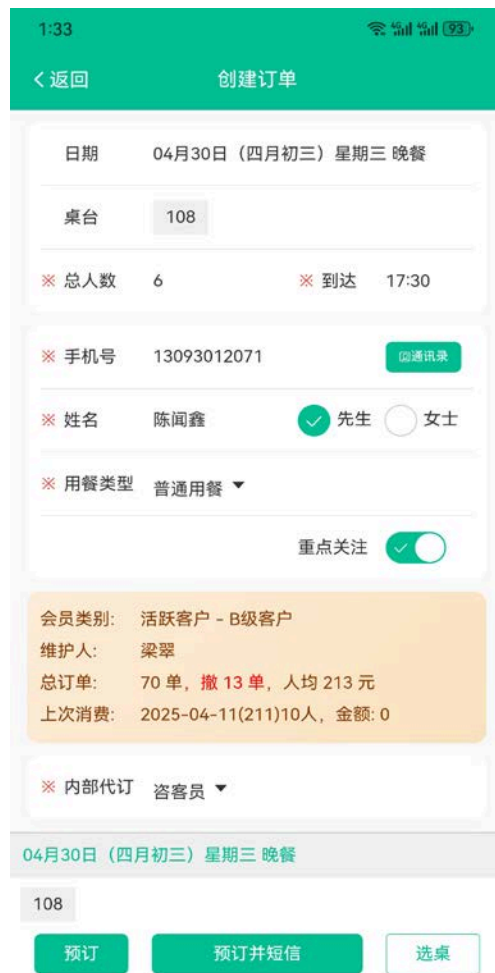 1:33 4G 4G 93
返回 创建订单
日期 04月30日（四月初三）星期三 晚餐
桌台 108
※ 总人数 6 ※ 到达 17:30
※ 手机号 13093012071 通讯录
※ 姓名 陈闻鑫 先生 女士
※ 用餐类型 普通用餐
重点关注
会员类别: 活跃客户 - B级客户
维护人: 梁翠
总订单: 70 单, 撤 13 单, 人均 213 元
上次消费: 2025-04-11(211)10人, 金额: 0
※ 内部代订 咨客员
04月30日（四月初三）星期三 晚餐
108
预订 预订并短信 选桌